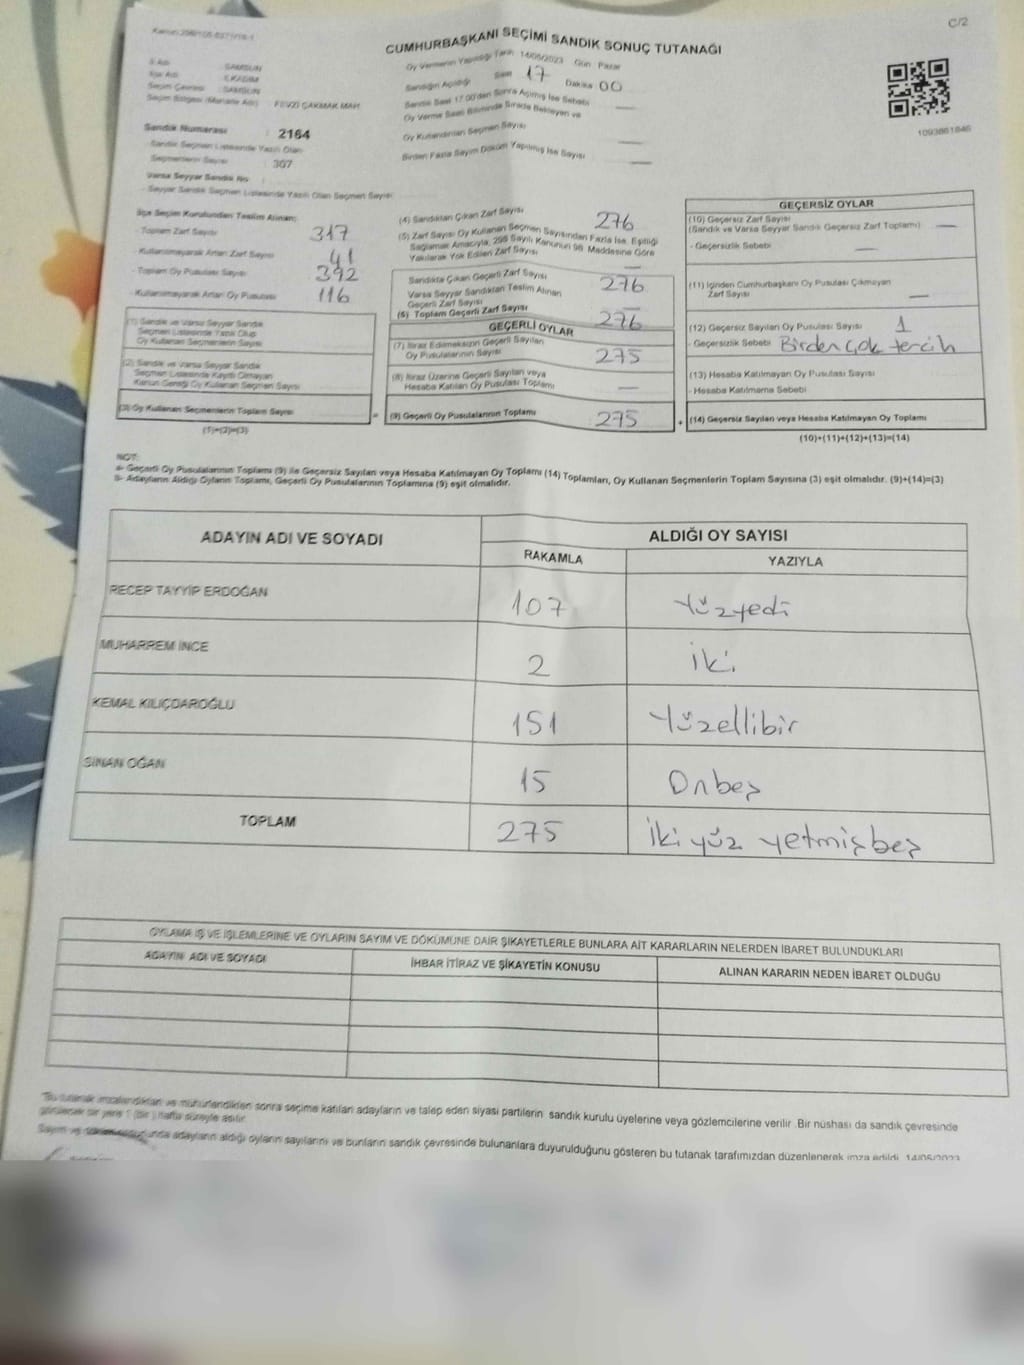 C/2
CUMHURBAŞKANI SEÇİMİ SANDIK SONUÇ TUTANAĞI
Oy Vermenin Yapıldığı Tarih 14/05/2023 Gün Pazar
Sandığın Açıldığı Saat 17 Dakika 00
Sandık Saat 17.00'den Sonra Açılmış İse Sebebi —
Oy Verme Saati Bitiminde Sırada Bekleyen ve
Oy Kullandırılan Seçmen Sayısı —
Birden Fazla Sayım Döküm Yapılmış İse Sayısı —
1093861846
İl Adı : SAMSUN
İlçe Adı : İLKADIM
Seçim Çevresi : SAMSUN
Seçim Bölgesi (Mahalle Adı) : FEVZİ ÇAKMAK MAH.
Sandık Numarası : 2164
Sandık Seçmen Listesinde Yazılı Olan
Seçmenlerin Sayısı : 307
Varsa Seyyar Sandık No
- Seyyar Sandık Seçmen Listesinde Yazılı Olan Seçmen Sayısı :
İlçe Seçim Kurulundan Teslim Alınan;
- Toplam Zarf Sayısı 317
- Kullanılmayarak Artan Zarf Sayısı 41
- Toplam Oy Pusulası Sayısı 392
- Kullanılmayarak Artan Oy Pusulası 116
(1) Sandık ve Varsa Seyyar Sandık
Seçmen Listesinde Yazılı Olup
Oy Kullanan Seçmenlerin Sayısı
(2) Sandık ve Varsa Seyyar Sandık
Seçmen Listesinde Kayıtlı Olmayan
Kanun Gereği Oy Kullanan Seçmen Sayısı
(3) Oy Kullanan Seçmenlerin Toplam Sayısı =
(1)+(2)=(3)
(4) Sandıktan Çıkan Zarf Sayısı 276
(5) Zarf Sayısı Oy Kullanan Seçmen Sayısından Fazla İse, Eşitliği
Sağlamak Amacıyla, 298 Sayılı Kanunun 98. Maddesine Göre
Yakılarak Yok Edilen Zarf Sayısı —
Sandıkta Çıkan Geçerli Zarf Sayısı 276
Varsa Seyyar Sandıktan Teslim Alınan
Geçerli Zarf Sayısı —
(6) Toplam Geçerli Zarf Sayısı 276
GEÇERLİ OYLAR
(7) İtiraz Edilmeksizin Geçerli Sayılan
Oy Pusulalarının Sayısı 275
(8) İtiraz Üzerine Geçerli Sayılan veya
Hesaba Katılan Oy Pusulası Toplamı —
(9) Geçerli Oy Pusulalarının Toplamı 275 +
GEÇERSİZ OYLAR
(10) Geçersiz Zarf Sayısı
(Sandık ve Varsa Seyyar Sandık Geçersiz Zarf Toplamı) —
- Geçersizlik Sebebi —
(11) İçinden Cumhurbaşkanı Oy Pusulası Çıkmayan
Zarf Sayısı —
(12) Geçersiz Sayılan Oy Pusulası Sayısı 1
- Geçersizlik Sebebi Birden çok tercih
(13) Hesaba Katılmayan Oy Pusulası Sayısı
- Hesaba Katılmama Sebebi
(14) Geçersiz Sayılan veya Hesaba Katılmayan Oy Toplamı
(10)+(11)+(12)+(13)=(14)
NOT:
a- Geçerli Oy Pusulalarının Toplamı (9) ile Geçersiz Sayılan veya Hesaba Katılmayan Oy Toplamı (14) Toplamları, Oy Kullanan Seçmenlerin Toplam Sayısına (3) eşit olmalıdır. (9)+(14)=(3)
b- Adayların Aldığı Oyların Toplamı, Geçerli Oy Pusulalarının Toplamına (9) eşit olmalıdır.
ADAYIN ADI VE SOYADI ALDIĞI OY SAYISI
RAKAMLA YAZIYLA
RECEP TAYYİP ERDOĞAN 107 Yüzyedi
MUHARREM İNCE 2 İki
KEMAL KILIÇDAROĞLU 151 Yüzellibir
SİNAN OĞAN 15 Onbeş
TOPLAM 275 İki yüz yetmişbeş
OYLAMA İŞ VE İŞLEMLERİNE VE OYLARIN SAYIM VE DÖKÜMÜNE DAİR ŞİKAYETLERLE BUNLARA AİT KARARLARIN NELERDEN İBARET BULUNDUKLARI
ADAYIN ADI VE SOYADI İHBAR İTİRAZ VE ŞİKAYETİN KONUSU ALINAN KARARIN NEDEN İBARET OLDUĞU
"Bu tutanak imzalandıktan ve mühürlendikten sonra seçime katılan adayların ve talep eden siyasi partilerin sandık kurulu üyelerine veya gözlemcilerine verilir. Bir nüshası da sandık çevresinde
görülecek bir yere 1 (bir) hafta süreyle asılır.
Sayım ve adayların aldığı oyların sayılarını ve bunların sandık çevresinde bulunanlara duyurulduğunu gösteren bu tutanak tarafımızdan düzenlenerek imza edildi. 14/05/2023